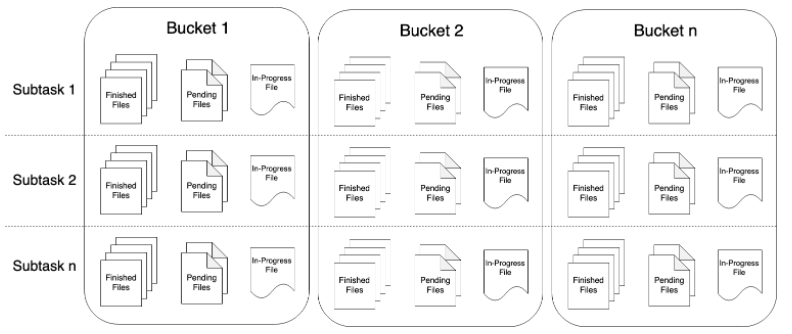 Bucket 1
Bucket 2
Bucket n
Subtask 1
Finished
Files
Pending
Files
In-Progress
File
Finished
Files
Pending
Files
In-Progress
File
Finished
Files
Pending
Files
In-Progress
File
Subtask 2
Finished
Files
Pending
Files
In-Progress
File
Finished
Files
Pending
Files
In-Progress
File
Finished
Files
Pending
Files
In-Progress
File
Subtask n
Finished
Files
Pending
Files
In-Progress
File
Finished
Files
Pending
Files
In-Progress
File
Finished
Files
Pending
Files
In-Progress
File